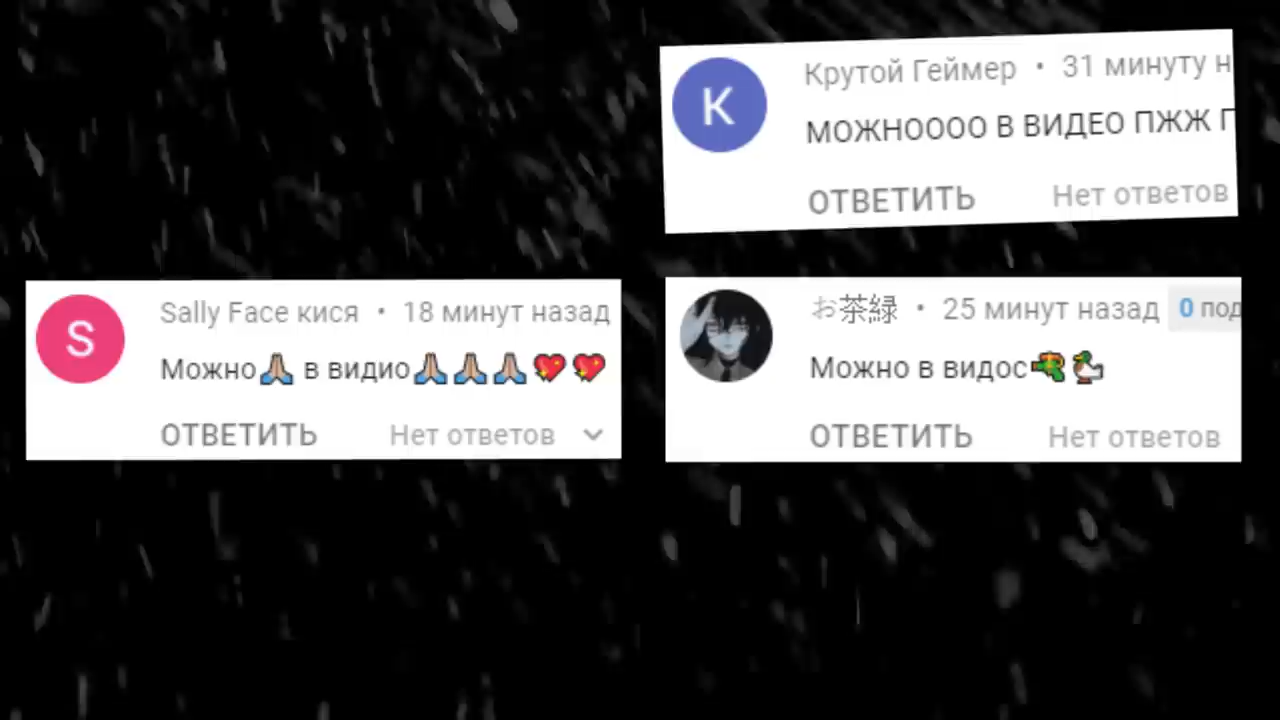 K
Крутой Геймер • 31 минуту н
МОЖНОООО В ВИДЕО ПЖЖ
ОТВЕТИТЬ Нет ответов
S
Sally Face кися • 18 минут назад
Можно🙏🏼 в видио🙏🏼🙏🏼🙏🏼💖💖
ОТВЕТИТЬ Нет ответов
お茶緑 • 25 минут назад 0 под
Можно в видос🔫🦆
ОТВЕТИТЬ Нет ответов